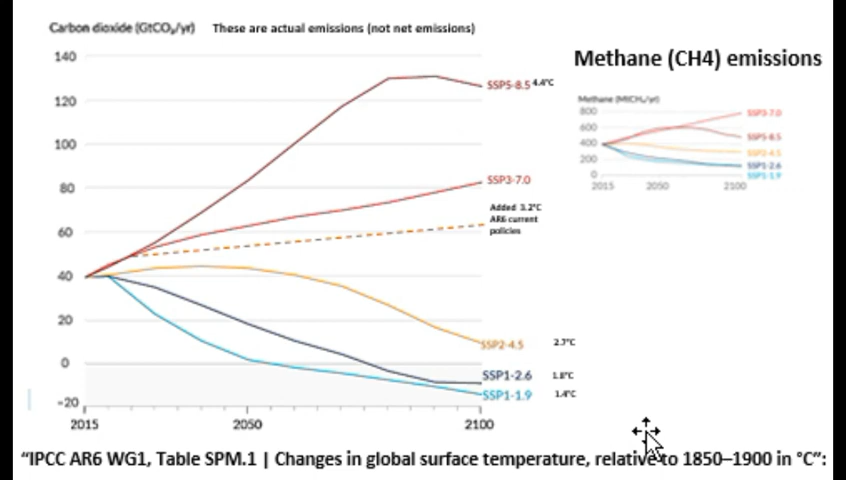 Carbon dioxide (GtCO₂/yr) These are actual emissions (not net emissions)
140
120
100
80
60
40
20
0
-20
2015 2050 2100
SSP5-8.5 4.4°C
SSP3-7.0
Added 3.2°C
AR6 current
policies
SSP2-4.5 2.7°C
SSP1-2.6 1.8°C
SSP1-1.9 1.4°C
Methane (CH4) emissions
Methane (MtCH₄/yr)
800
600
400
200
0
2015 2050 2100
SSP3-7.0
SSP5-8.5
SSP2-4.5
SSP1-2.6
SSP1-1.9
“IPCC AR6 WG1, Table SPM.1 | Changes in global surface temperature, relative to 1850–1900 in °C”: